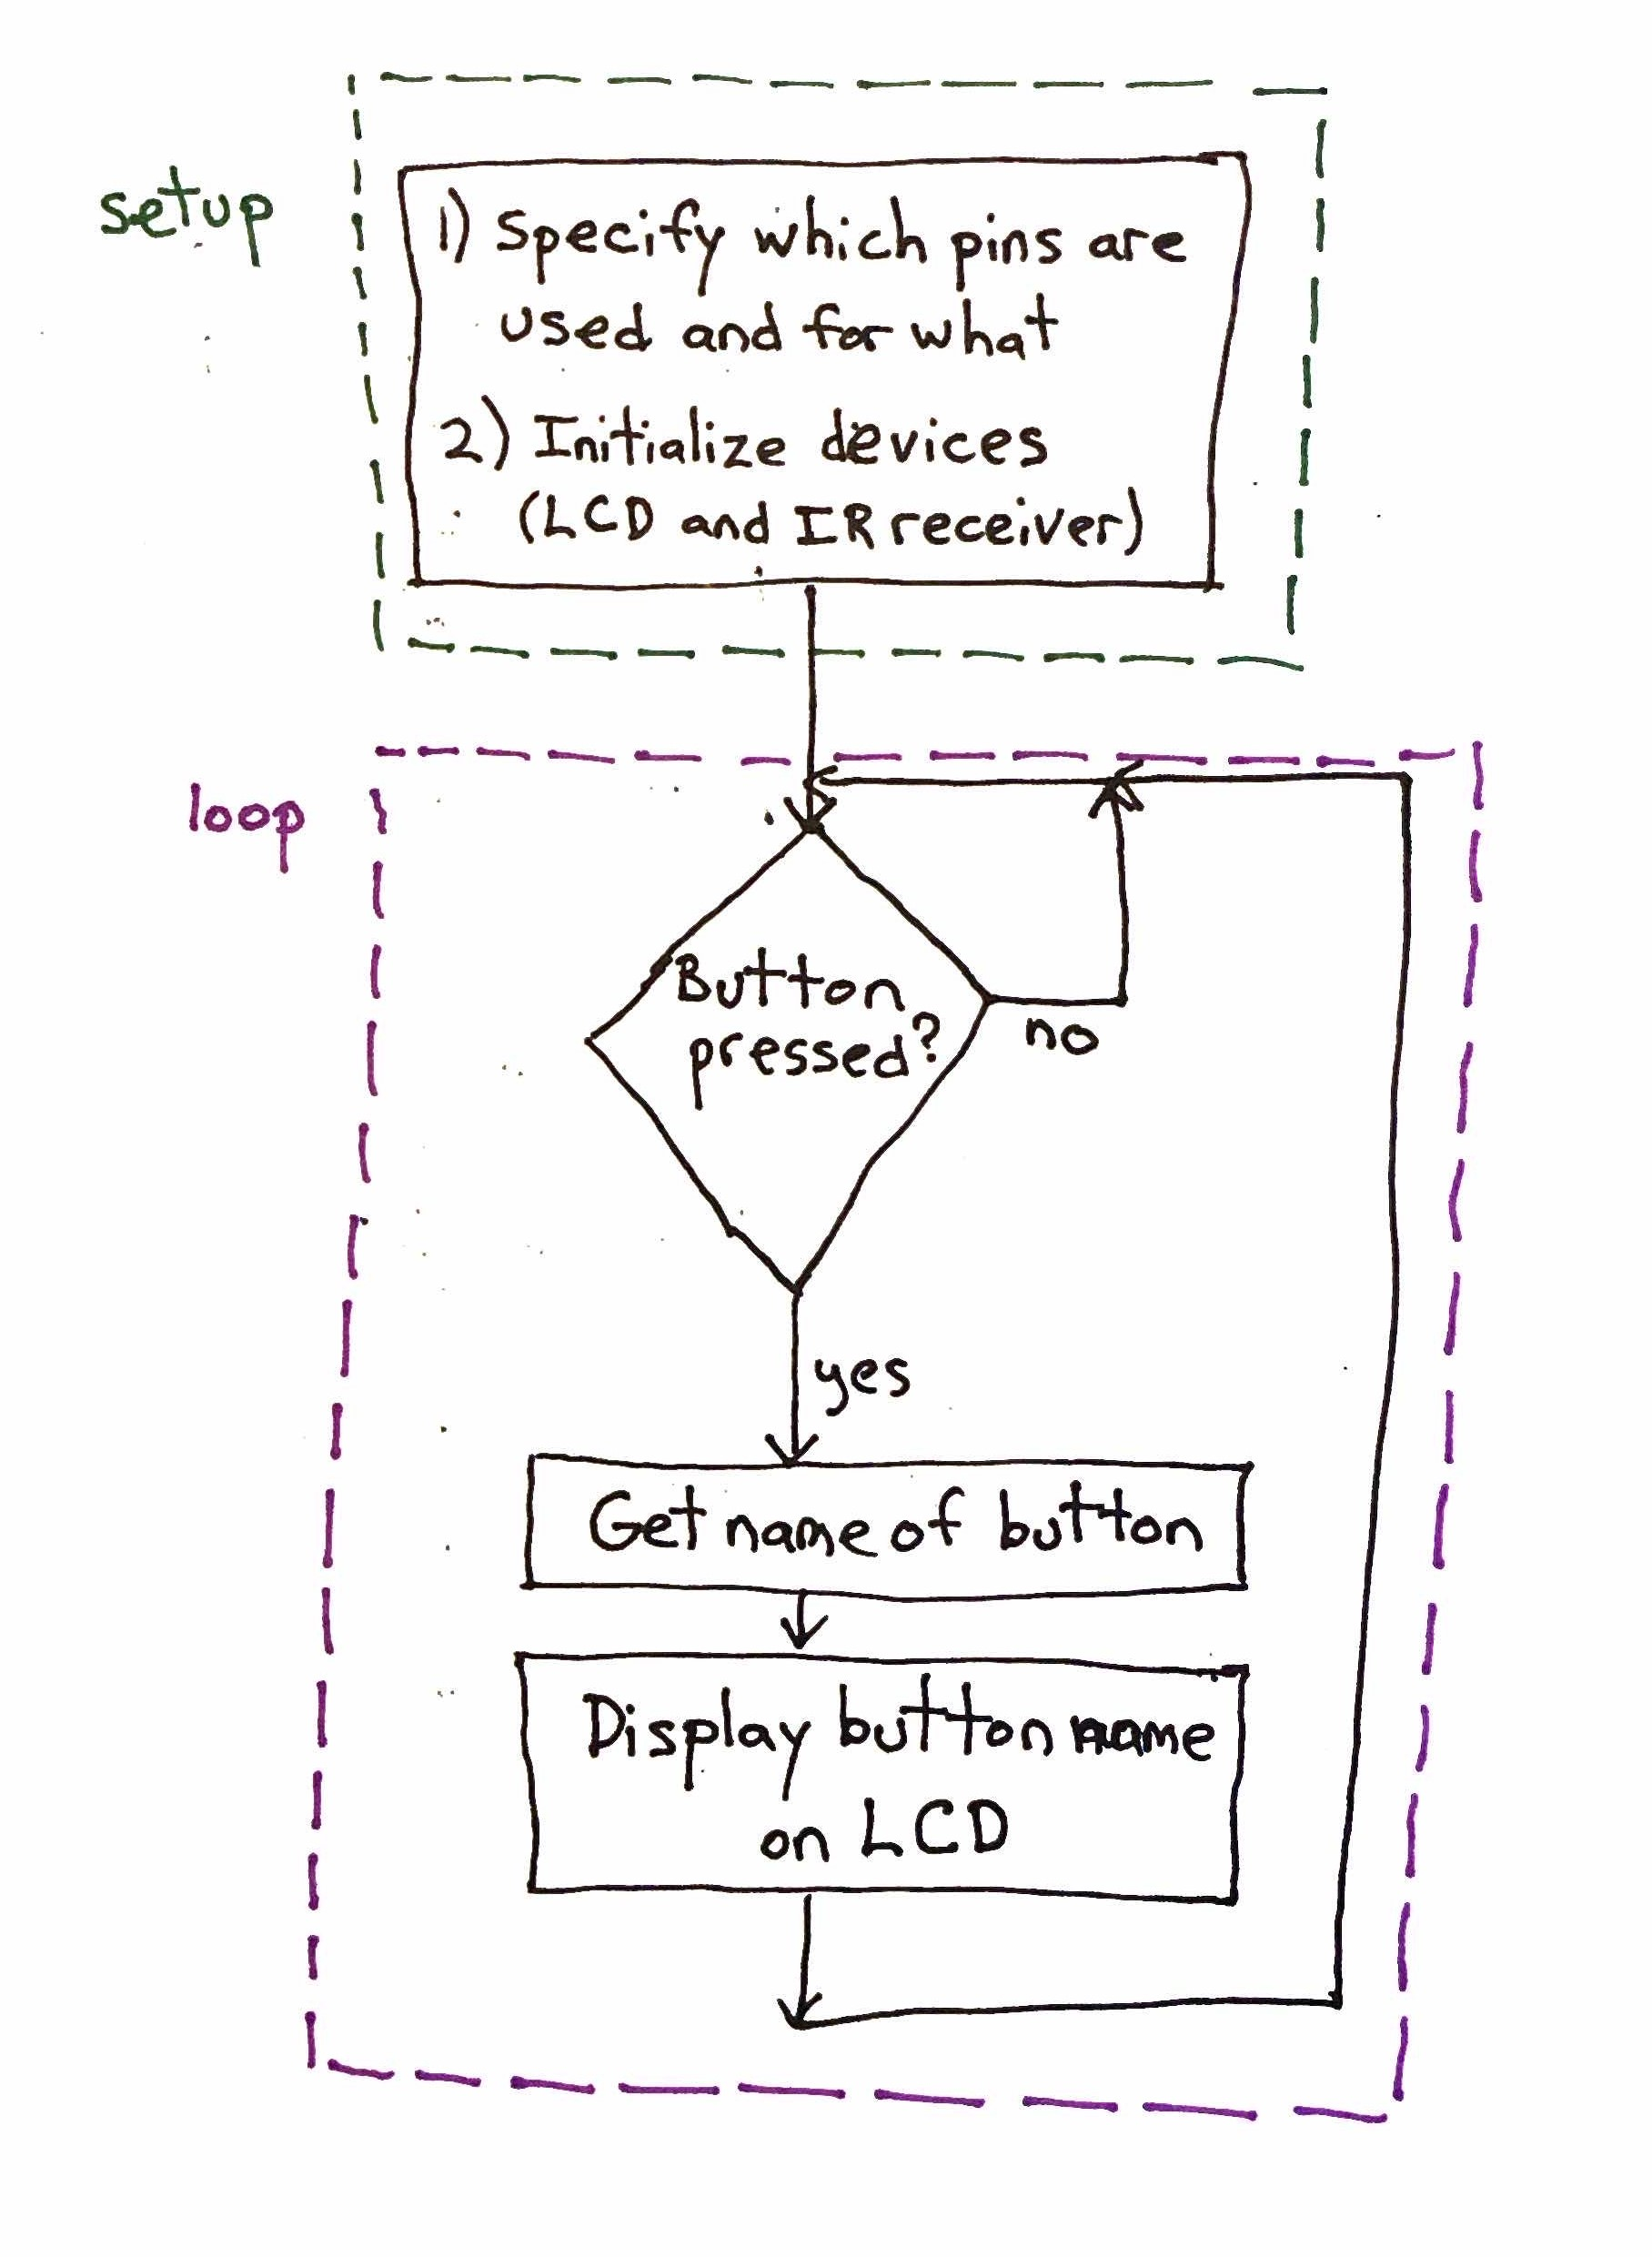 setup
1) Specify which pins are
used and for what
2) Initialize devices
(LCD and IR receiver)
loop
Button
pressed?
no
yes
Get name of button
Display button name
on LCD